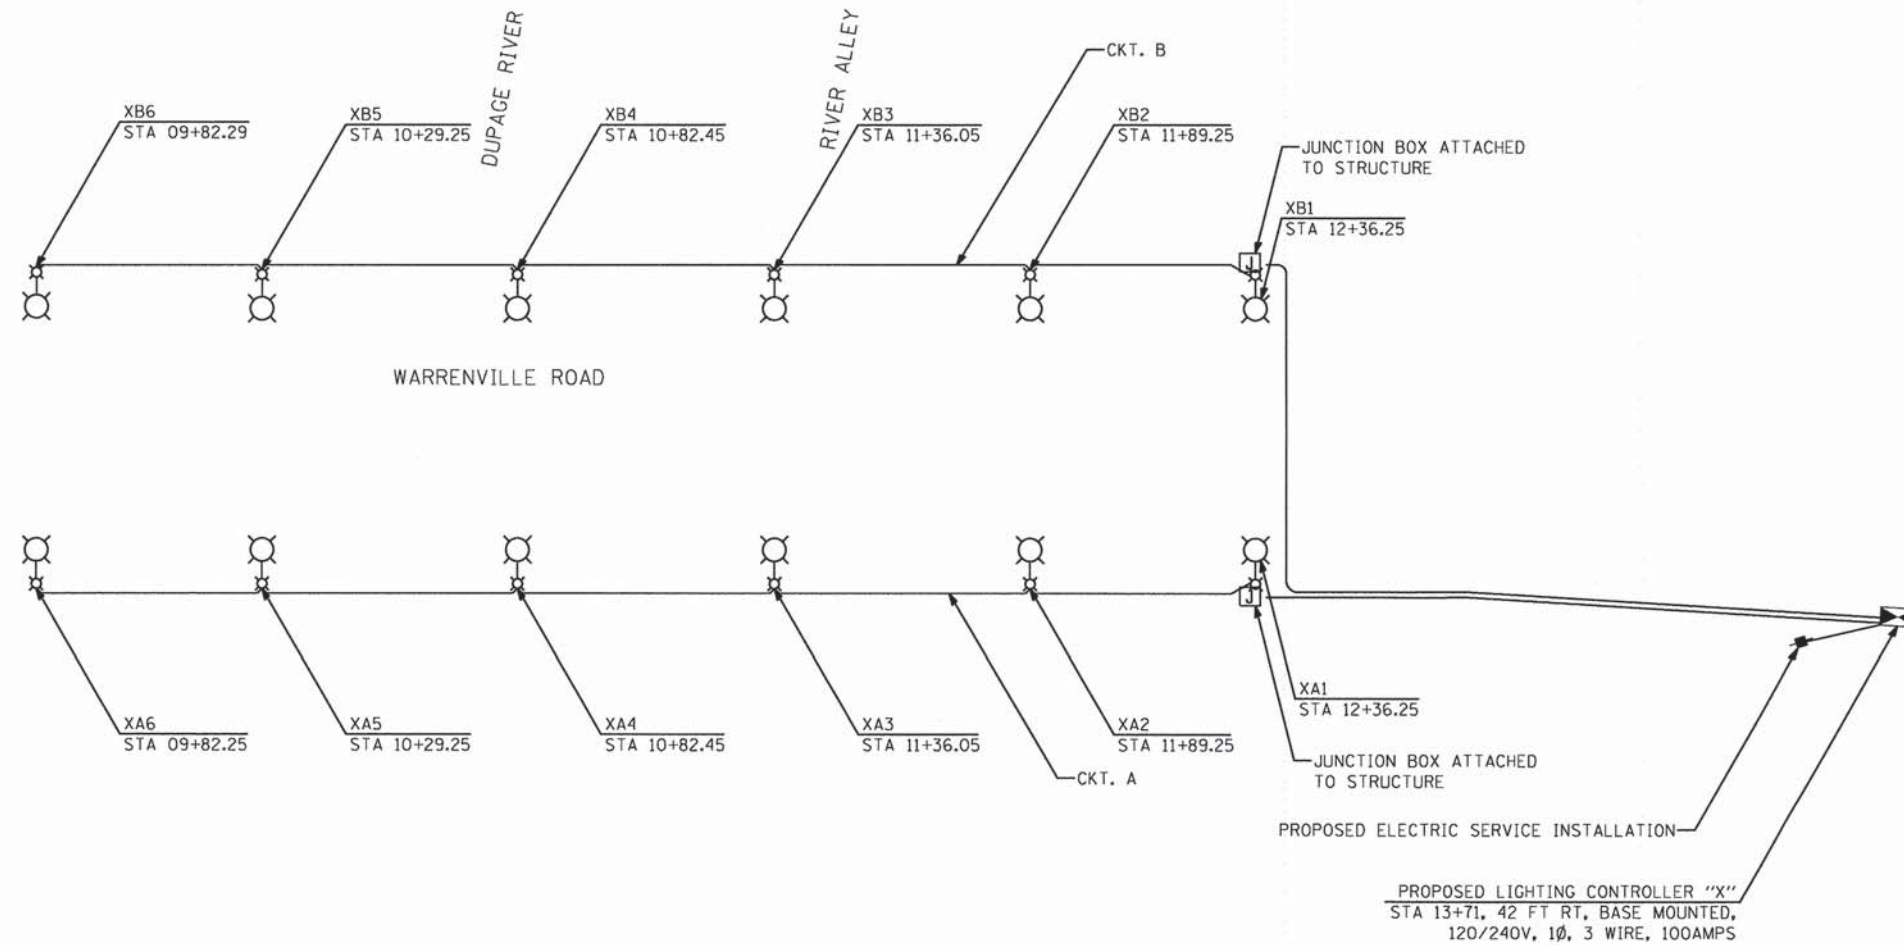 DUPAGE RIVER
RIVER ALLEY
CKT. B
XB6
STA 09+82.29
XB5
STA 10+29.25
XB4
STA 10+82.45
XB3
STA 11+36.05
XB2
STA 11+89.25
JUNCTION BOX ATTACHED
TO STRUCTURE
XB1
STA 12+36.25
J
WARRENVILLE ROAD
J
XA1
STA 12+36.25
XA6
STA 09+82.25
XA5
STA 10+29.25
XA4
STA 10+82.45
XA3
STA 11+36.05
XA2
STA 11+89.25
JUNCTION BOX ATTACHED
TO STRUCTURE
CKT. A
PROPOSED ELECTRIC SERVICE INSTALLATION
PROPOSED LIGHTING CONTROLLER "X"
STA 13+71, 42 FT RT, BASE MOUNTED,
120/240V, 1Ø, 3 WIRE, 100AMPS